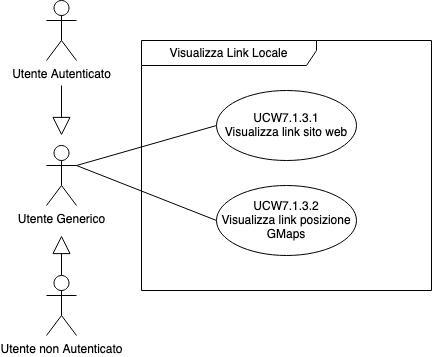 Utente Autenticato
Visualizza Link Locale
UCW7.1.3.1
Visualizza link sito web
Utente Generico
UCW7.1.3.2
Visualizza link posizione
GMaps
Utente non Autenticato